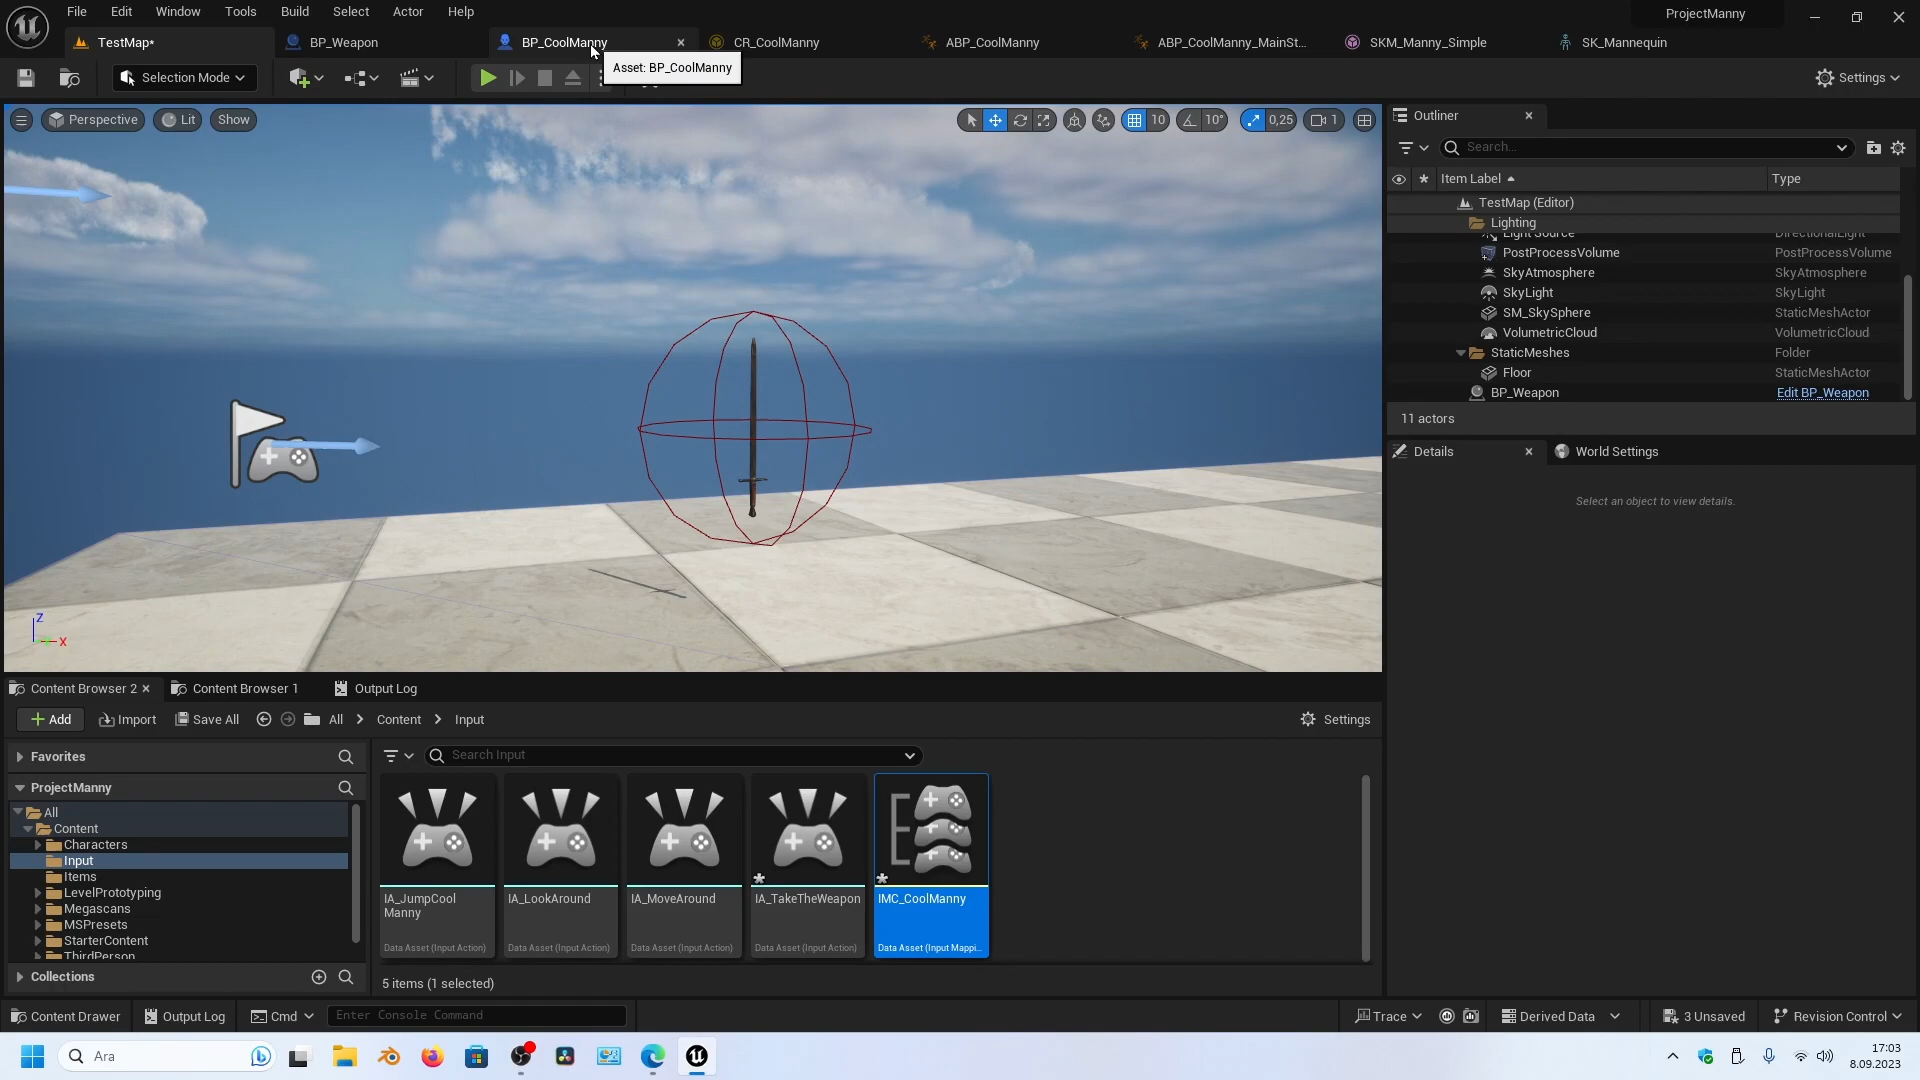 File Edit Window Tools Build Select Actor Help
ProjectManny
TestMap*
BP_Weapon
BP_CoolManny
CR_CoolManny
ABP_CoolManny
ABP_CoolManny_MainSt...
SKM_Manny_Simple
SK_Mannequin
Selection Mode
Asset: BP_CoolManny
Settings
Perspective Lit Show
10 10° 0,25 1
Outliner
Search...
Item Label Type
TestMap (Editor)
Lighting
Light Source DirectionalLight
PostProcessVolume PostProcessVolume
SkyAtmosphere SkyAtmosphere
SkyLight SkyLight
SM_SkySphere StaticMeshActor
VolumetricCloud VolumetricCloud
StaticMeshes Folder
Floor StaticMeshActor
BP_Weapon Edit BP_Weapon
11 actors
Details World Settings
Select an object to view details.
Z
X
Content Browser 2 Content Browser 1 Output Log
Add Import Save All All Content Input Settings
Favorites
Search Input
ProjectManny
All
Content
Characters
Input
Items
LevelPrototyping
Megascans
MSPresets
StarterContent
ThirdPerson
Collections
IA_JumpCool
Manny
Data Asset (Input Action)
IA_LookAround
Data Asset (Input Action)
IA_MoveAround
Data Asset (Input Action)
IA_TakeTheWeapon
Data Asset (Input Action)
IMC_CoolManny
Data Asset (Input Mappi...
5 items (1 selected)
Content Drawer Output Log Cmd Enter Console Command
Trace Derived Data 3 Unsaved Revision Control
Ara
17:03
8.09.2023